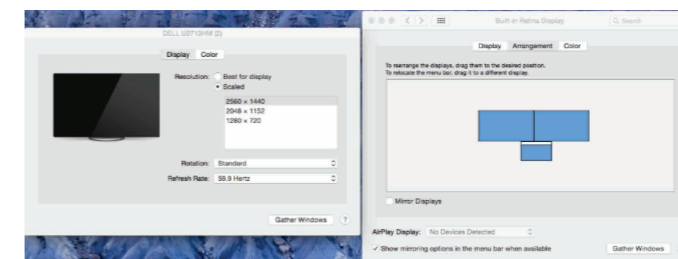 DELL U2713HM (2)
Display Color
Resolution: Best for display
Scaled
2560 × 1440
2048 × 1152
1280 × 720
Rotation: Standard
Refresh Rate: 59.9 Hertz
Gather Windows ?
Built-in Retina Display
Search
Display Arrangement Color
To rearrange the displays, drag them to the desired position.
To relocate the menu bar, drag it to a different display.
Mirror Displays
AirPlay Display: No Devices Detected
Show mirroring options in the menu bar when available
Gather Windows